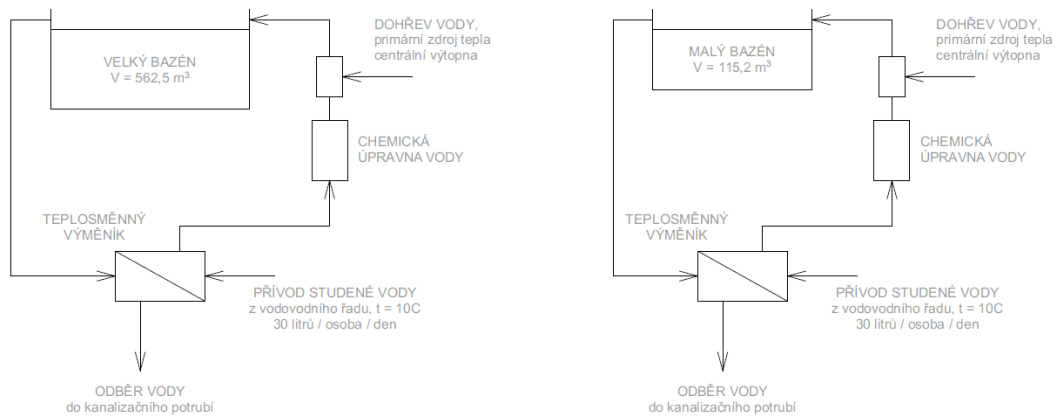 DOHŘEV VODY,
primární zdroj tepla
centrální výtopna
VELKÝ BAZÉN
V = 562,5 m³
CHEMICKÁ
ÚPRAVNA VODY
TEPLOSMĚNNÝ
VÝMĚNÍK
PŘÍVOD STUDENÉ VODY
z vodovodního řadu, t = 10C
30 litrů / osoba / den
ODBĚR VODY
do kanalizačního potrubí
DOHŘEV VODY,
primární zdroj tepla
centrální výtopna
MALÝ BAZÉN
V = 115,2 m³
CHEMICKÁ
ÚPRAVNA VODY
TEPLOSMĚNNÝ
VÝMĚNÍK
PŘÍVOD STUDENÉ VODY
z vodovodního řadu, t = 10C
30 litrů / osoba / den
ODBĚR VODY
do kanalizačního potrubí